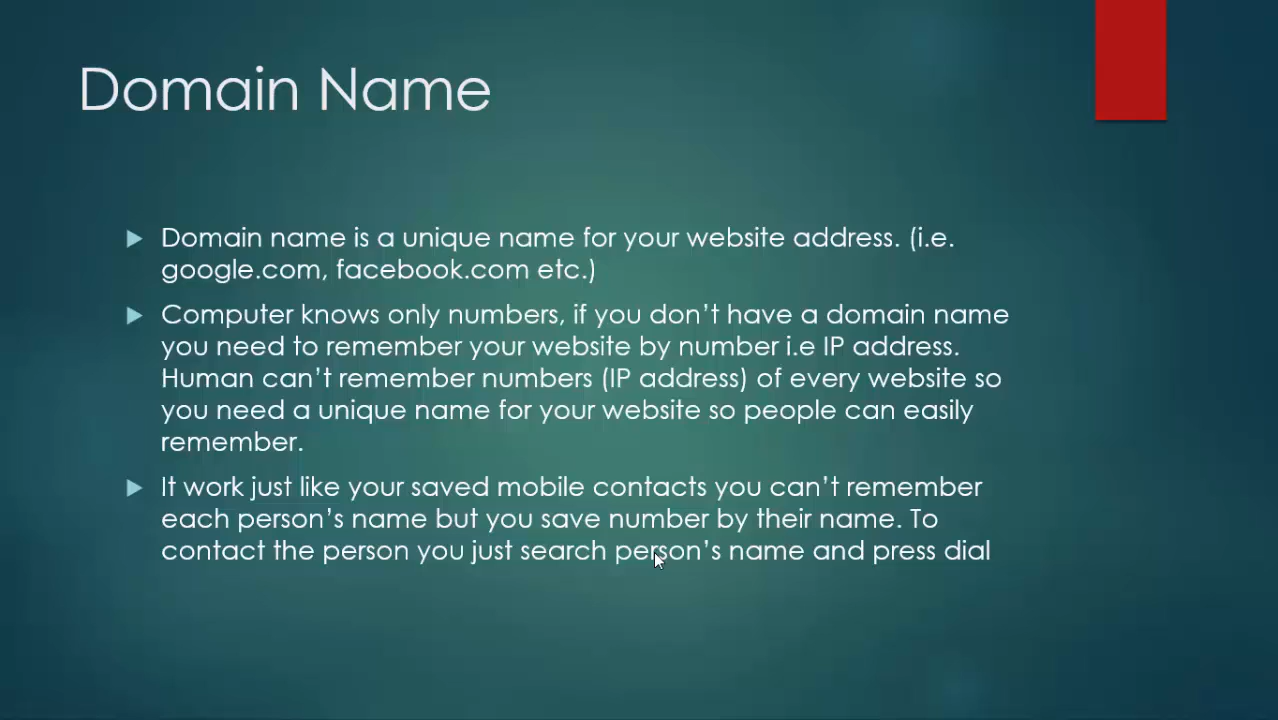 Domain Name
Domain name is a unique name for your website address. (i.e.
google.com, facebook.com etc.)
Computer knows only numbers, if you don't have a domain name
you need to remember your website by number i.e IP address.
Human can't remember numbers (IP address) of every website so
you need a unique name for your website so people can easily
remember.
It work just like your saved mobile contacts you can't remember
each person's name but you save number by their name. To
contact the person you just search person's name and press dial